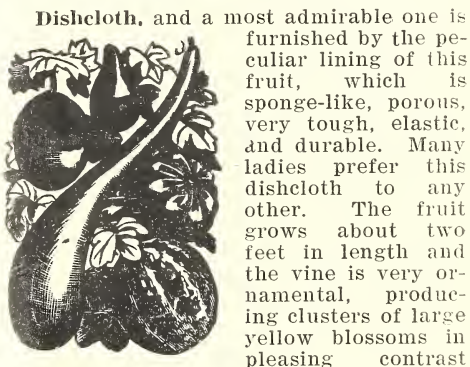 Dishcloth, and a most admirable one is
furnished by the pe-
culiar lining of this
fruit, which is
sponge-like, porous,
very tough, elastic,
and durable. Many
ladies prefer this
dishcloth to any
other. The fruit
grows about two
feet in length and
the vine is very or-
namental, produc-
ing clusters of large
yellow blossoms in
pleasing contrast